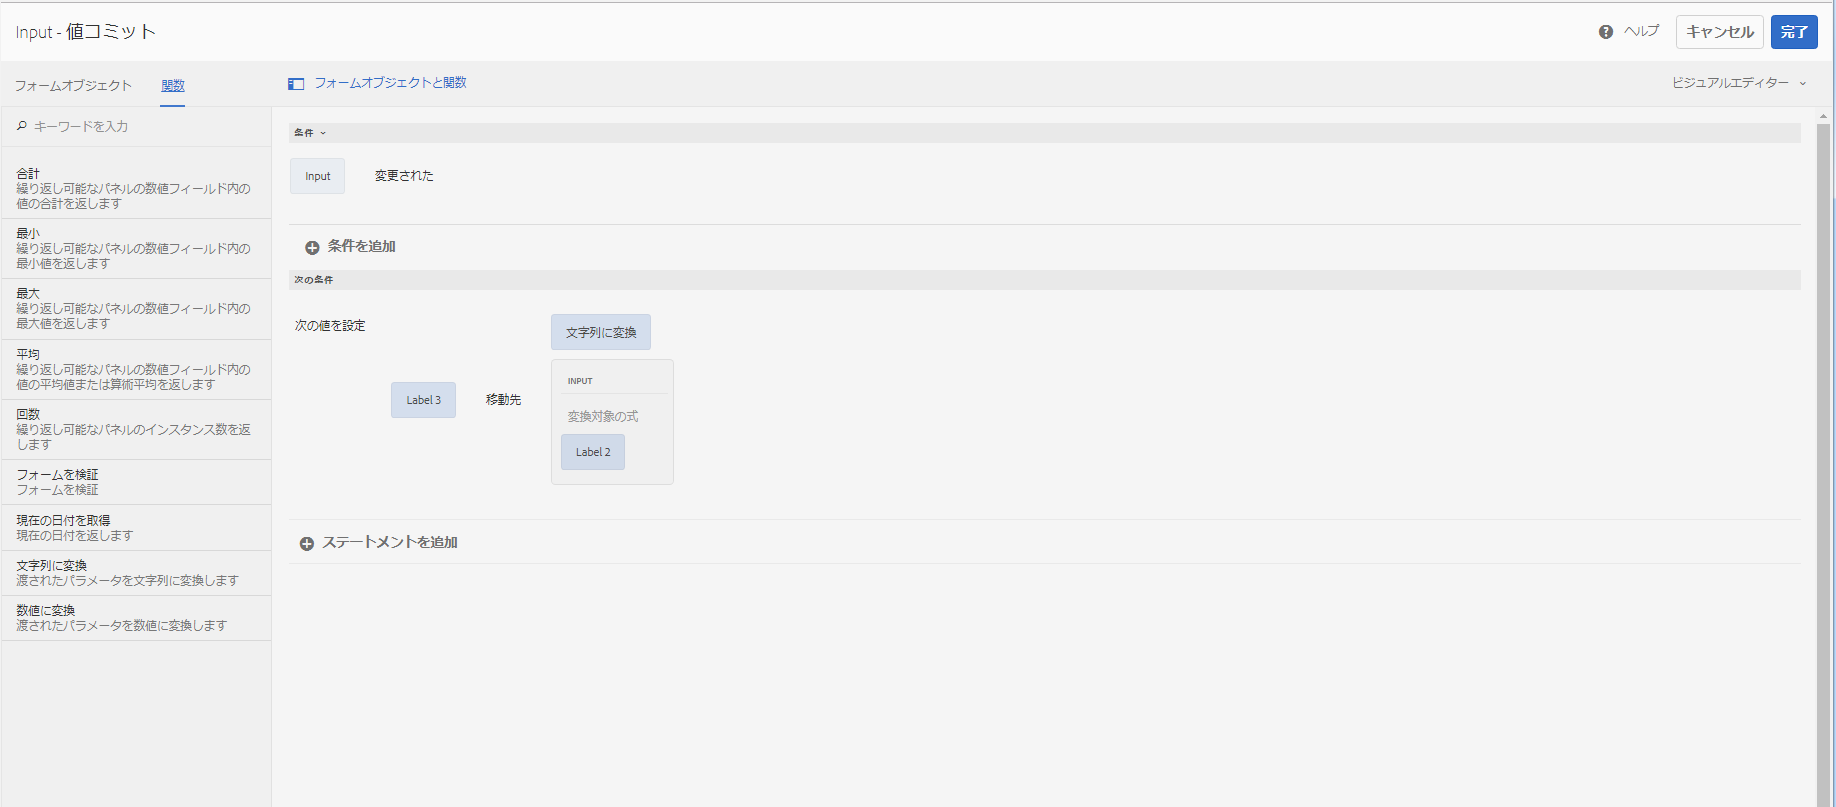 Input - 値コミット
ヘルプ
キャンセル
完了
フォームオブジェクト
関数
フォームオブジェクトと関数
ビジュアルエディター
キーワードを入力
合計
繰り返し可能なパネルの数値フィールド内の
値の合計を返します
最小
繰り返し可能なパネルの数値フィールド内の
最小値を返します
最大
繰り返し可能なパネルの数値フィールド内の
最大値を返します
平均
繰り返し可能なパネルの数値フィールド内の
値の平均値または算術平均を返します
回数
繰り返し可能なパネルのインスタンス数を返
します
フォームを検証
フォームを検証
現在の日付を取得
現在の日付を返します
文字列に変換
渡されたパラメータを文字列に変換します
数値に変換
渡されたパラメータを数値に変換します
条件
Input
変更された
条件を追加
次の条件
次の値を設定
文字列に変換
Label 3
移動先
INPUT
変換対象の式
Label 2
ステートメントを追加